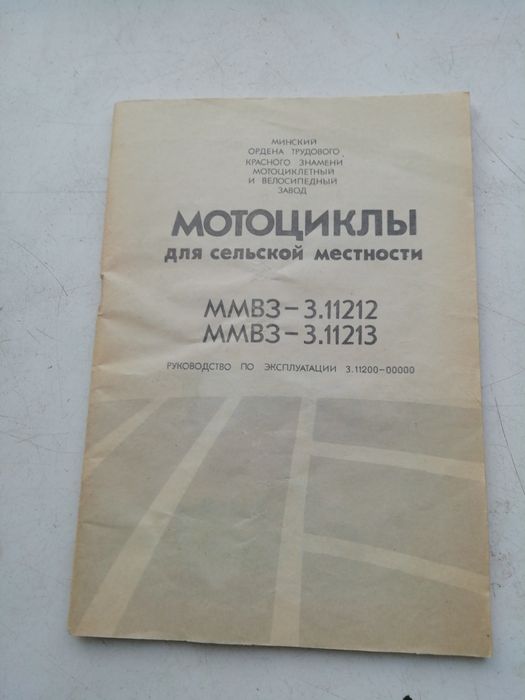 МИНСКИЙ
ОРДЕНА ТРУДОВОГО
КРАСНОГО ЗНАМЕНИ
МОТОЦИКЛЕТНЫЙ
И ВЕЛОСИПЕДНЫЙ
ЗАВОД
МОТОЦИКЛЫ
для сельской местности
ММВЗ-3.11212
ММВЗ-3.11213
РУКОВОДСТВО ПО ЭКСПЛУАТАЦИИ 3.11200-00000